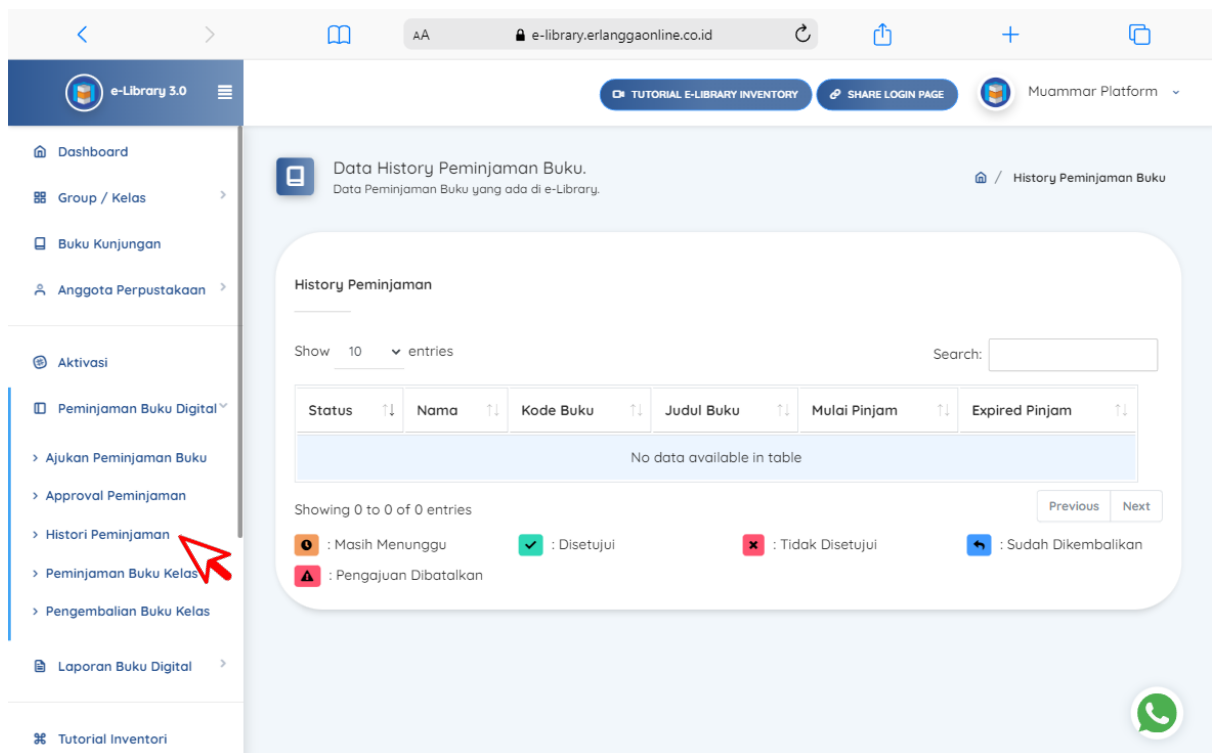 AA e-library.erlanggaonline.co.id
e-Library 3.0
TUTORIAL E-LIBRARY INVENTORY
SHARE LOGIN PAGE
Muammar Platform
Dashboard
Group / Kelas
Buku Kunjungan
Anggota Perpustakaan
Aktivasi
Peminjaman Buku Digital
Ajukan Peminjaman Buku
Approval Peminjaman
Histori Peminjaman
Peminjaman Buku Kelas
Pengembalian Buku Kelas
Laporan Buku Digital
Tutorial Inventori
Data History Peminjaman Buku.
Data Peminjaman Buku yang ada di e-Library.
/ History Peminjaman Buku
History Peminjaman
Show 10 entries
Search:
Status Nama Kode Buku Judul Buku Mulai Pinjam Expired Pinjam
No data available in table
Showing 0 to 0 of 0 entries
Previous Next
: Masih Menunggu : Disetujui : Tidak Disetujui : Sudah Dikembalikan
: Pengajuan Dibatalkan